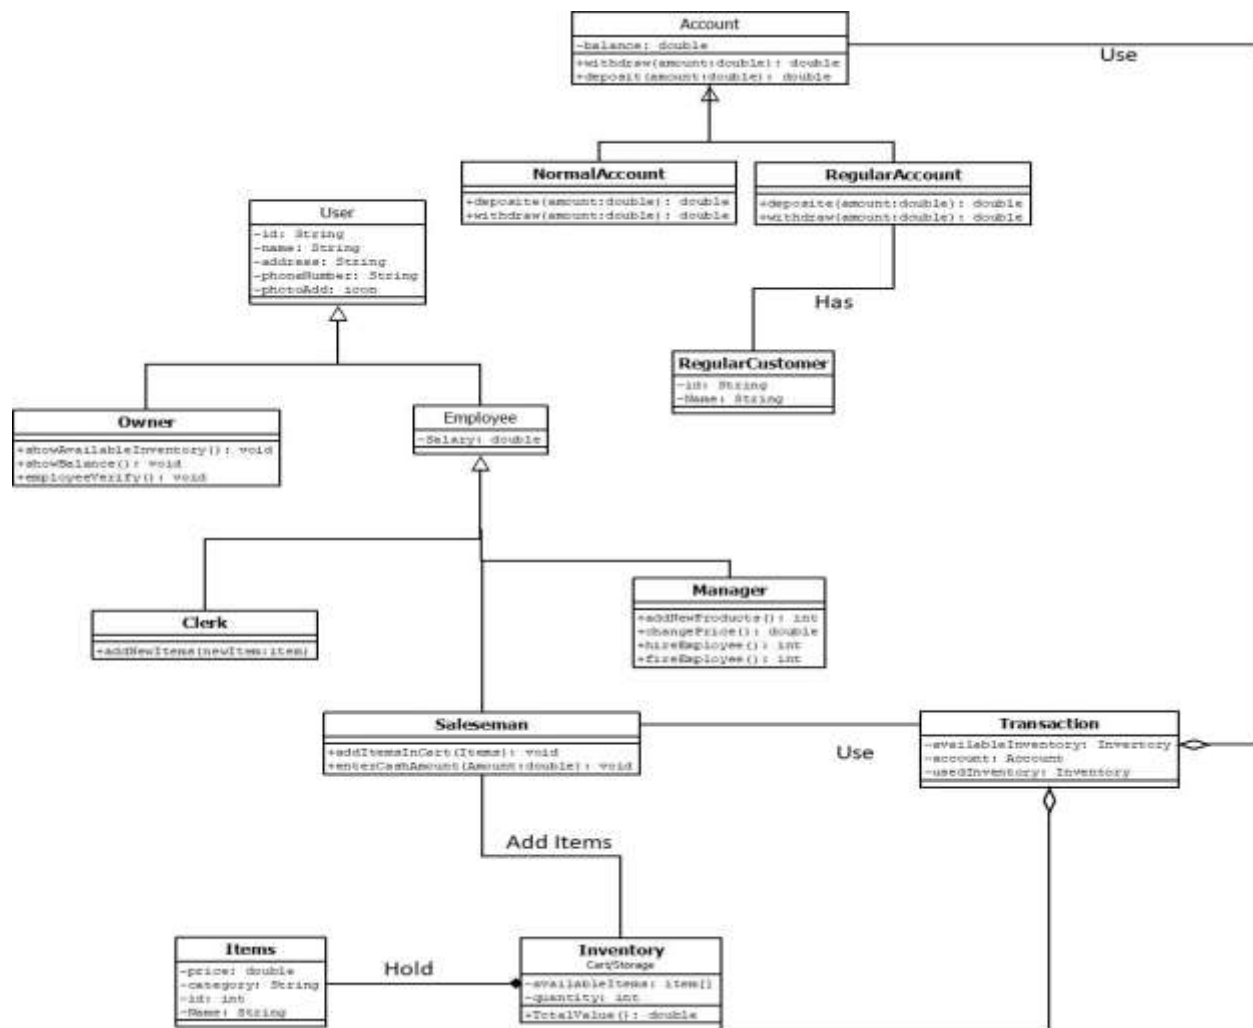 Account
-balance: double
+withdraw(amount:double): double
+deposit(amount:double): double
Use
NormalAccount
+deposite(amount:double): double
+withdraw(amount:double): double
RegularAccount
+deposite(amount:double): double
+withdraw(amount:double): double
User
-id: String
-name: String
-address: String
-phoneNumber: String
-photoAdd: icon
Has
RegularCustomer
-id: String
-Name: String
Owner
+showAvailableInventory(): void
+showBalance(): void
+employeeVerify(): void
Employee
-Salary: double
Clerk
+addNewItems(newItem:item)
Manager
+addNewProducts(): int
+changePrice(): double
+hireEmployee(): int
+fireEmployee(): int
Saleseman
+addItemsInCart(Items): void
+enterCashAmount(Amount:double): void
Use
Transaction
-availableInventory: Inventory
-account: Account
-usedInventory: Inventory
Add Items
Items
-price: double
-category: String
-id: int
-Name: String
Hold
Inventory
Cart/Storage
-availableItems: item[]
-quantity: int
+TotalValue(): double